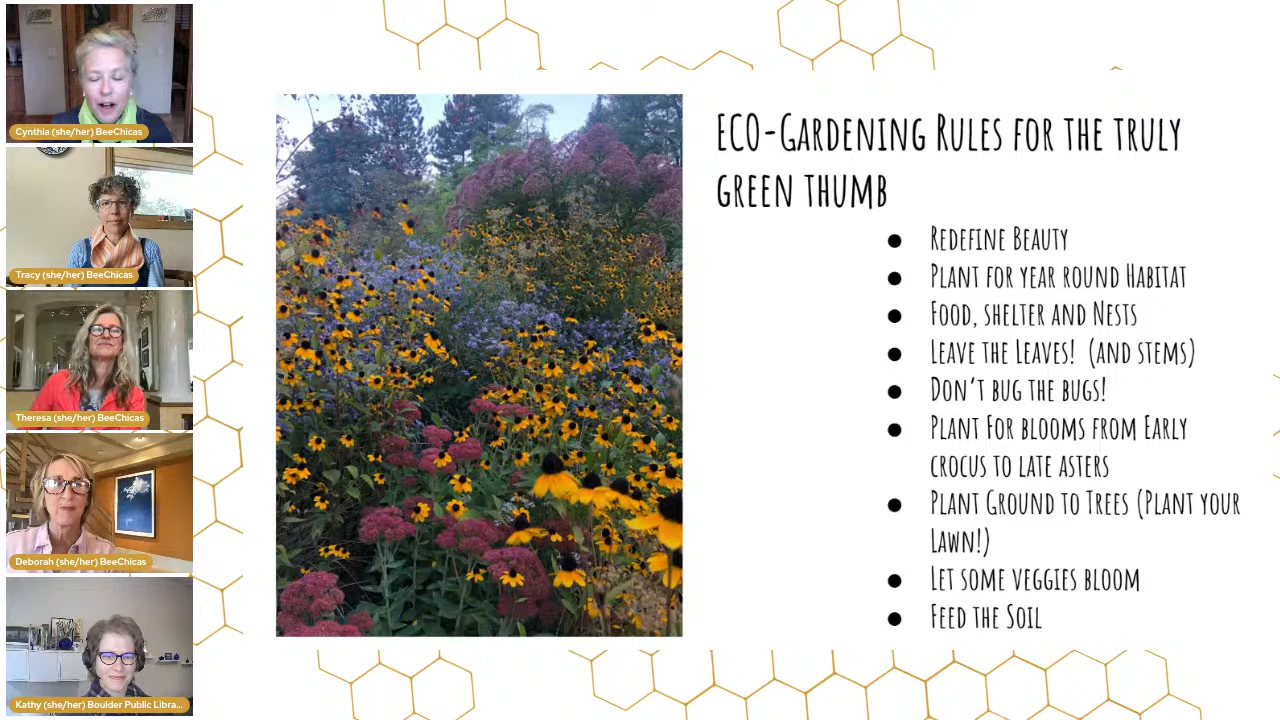 Cynthia (she/her) BeeChicas
Tracy (she/her) BeeChicas
Theresa (she/her) BeeChicas
Deborah (she/her) BeeChicas
Kathy (she/her) Boulder Public Libra...
ECO-Gardening Rules for the truly
green thumb
● Redefine Beauty
● Plant for year round Habitat
● Food, shelter and Nests
● Leave the Leaves! (and stems)
● Don't bug the bugs!
● Plant For blooms from Early
crocus to late asters
● Plant Ground to Trees (Plant your
Lawn!)
● Let some veggies bloom
● Feed the Soil